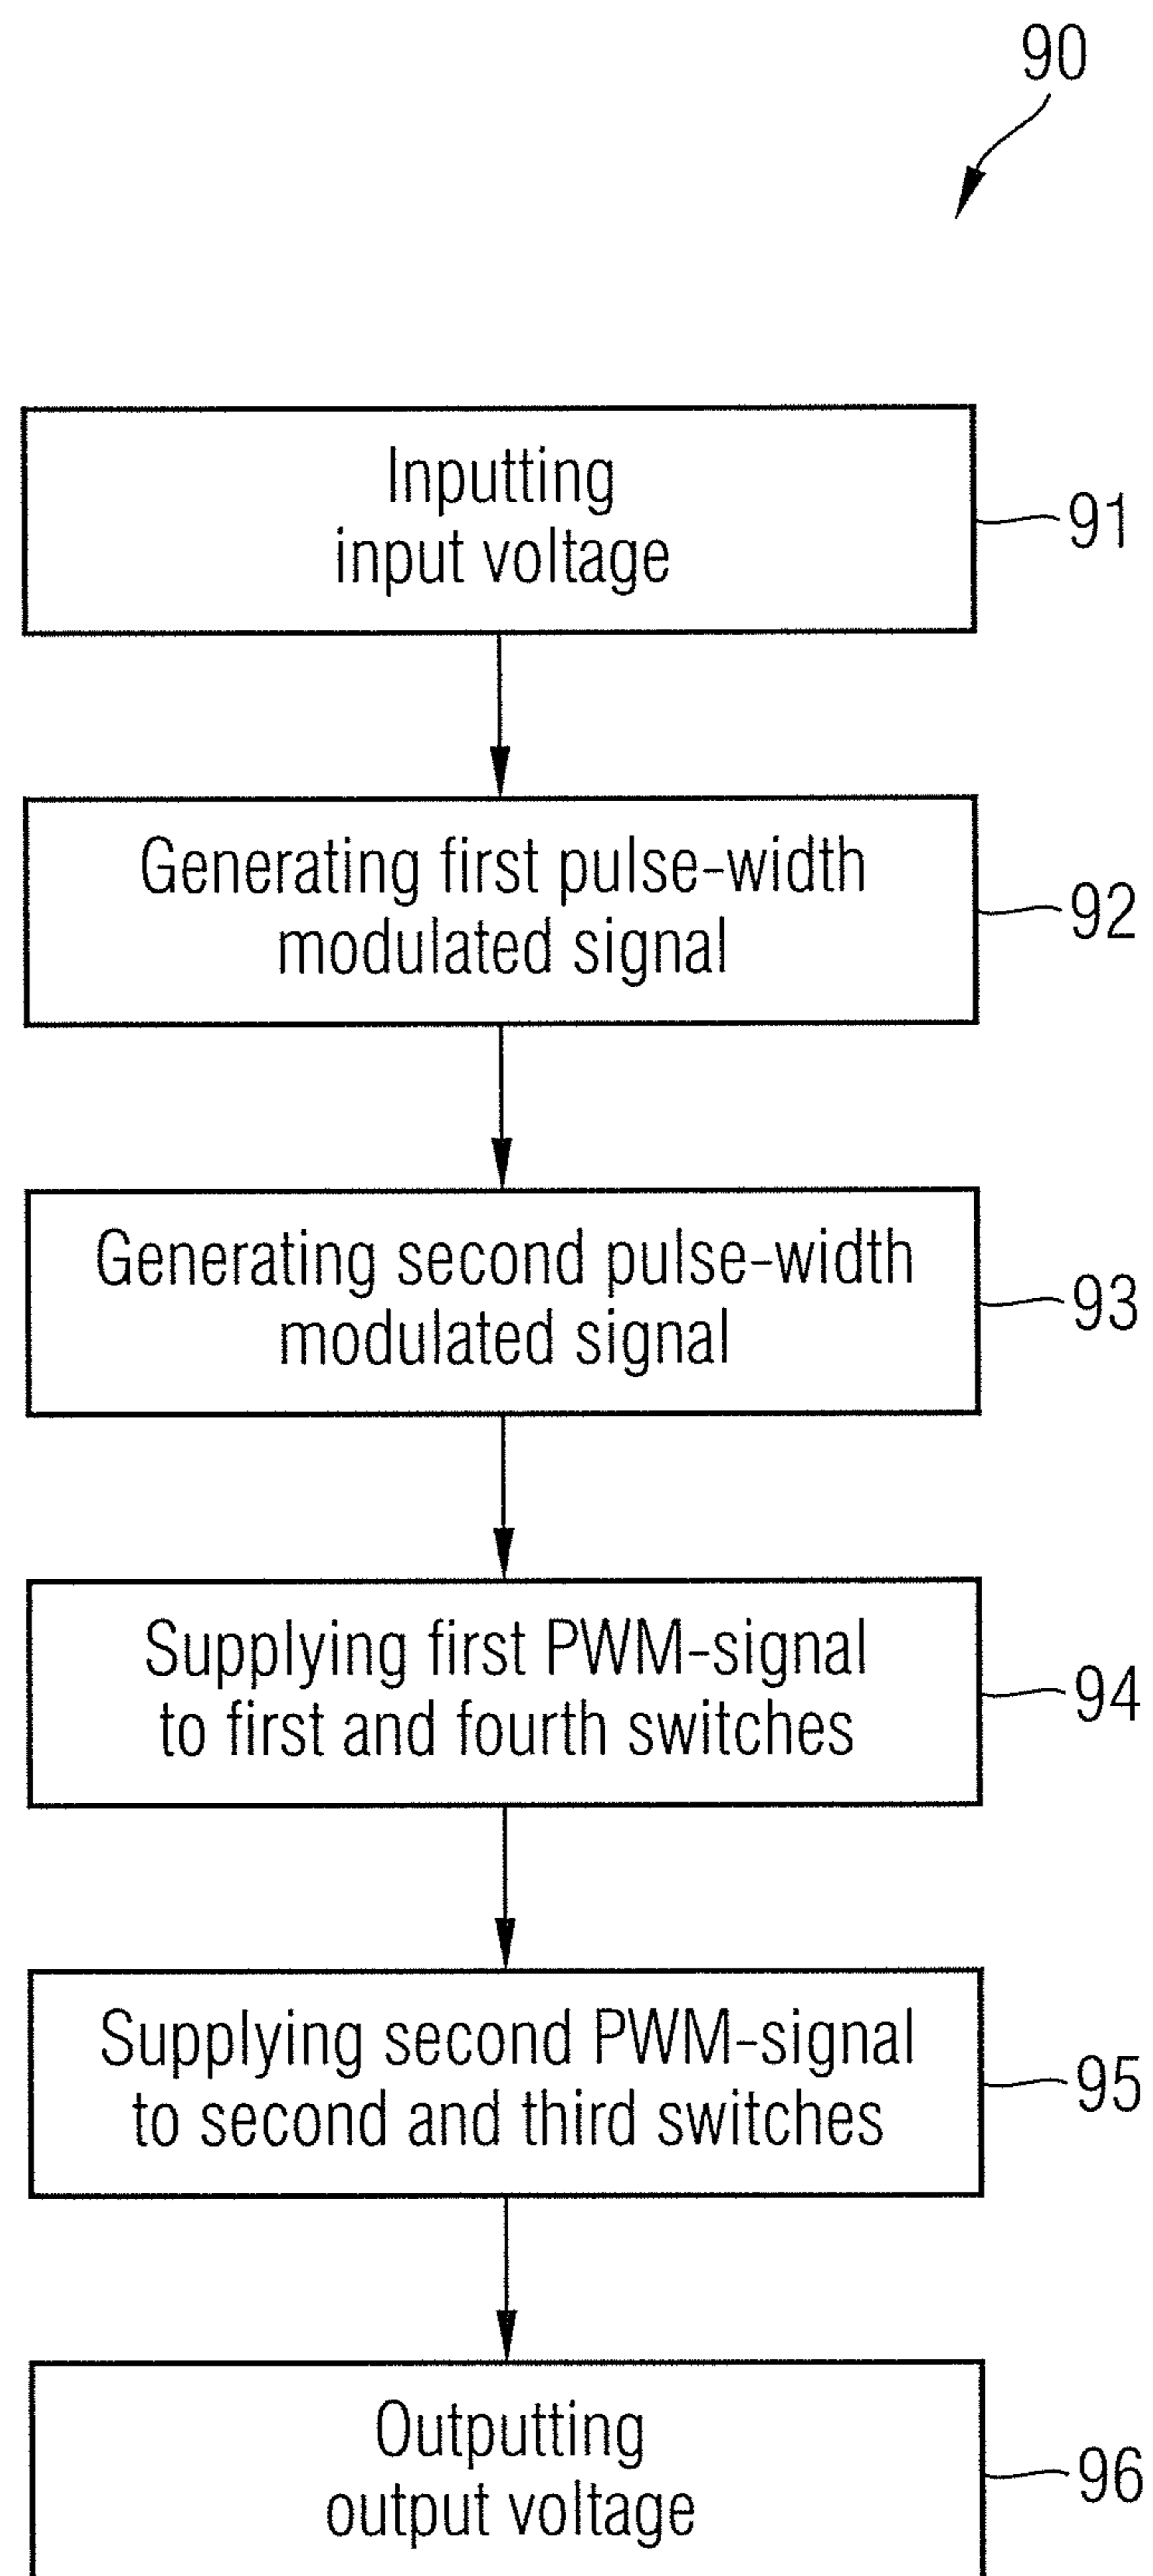 90
Inputting
input voltage
91
Generating first pulse-width
modulated signal
92
Generating second pulse-width
modulated signal
93
Supplying first PWM-signal
to first and fourth switches
94
Supplying second PWM-signal
to second and third switches
95
Outputting
output voltage
96